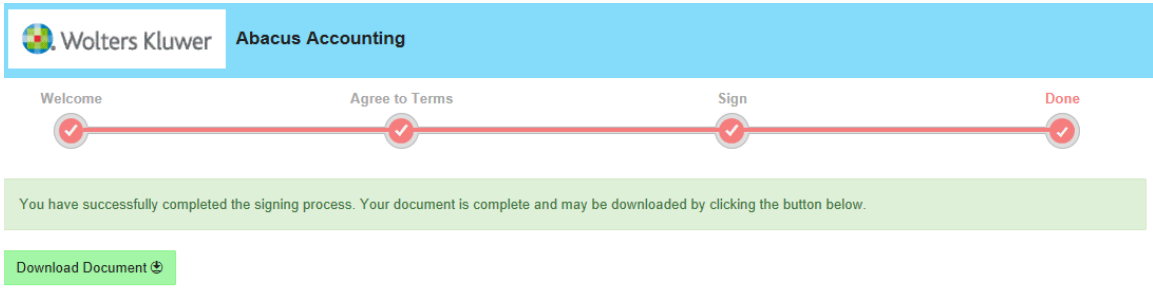 Wolters Kluwer Abacus Accounting
Welcome Agree to Terms Sign Done
You have successfully completed the signing process. Your document is complete and may be downloaded by clicking the button below.
Download Document